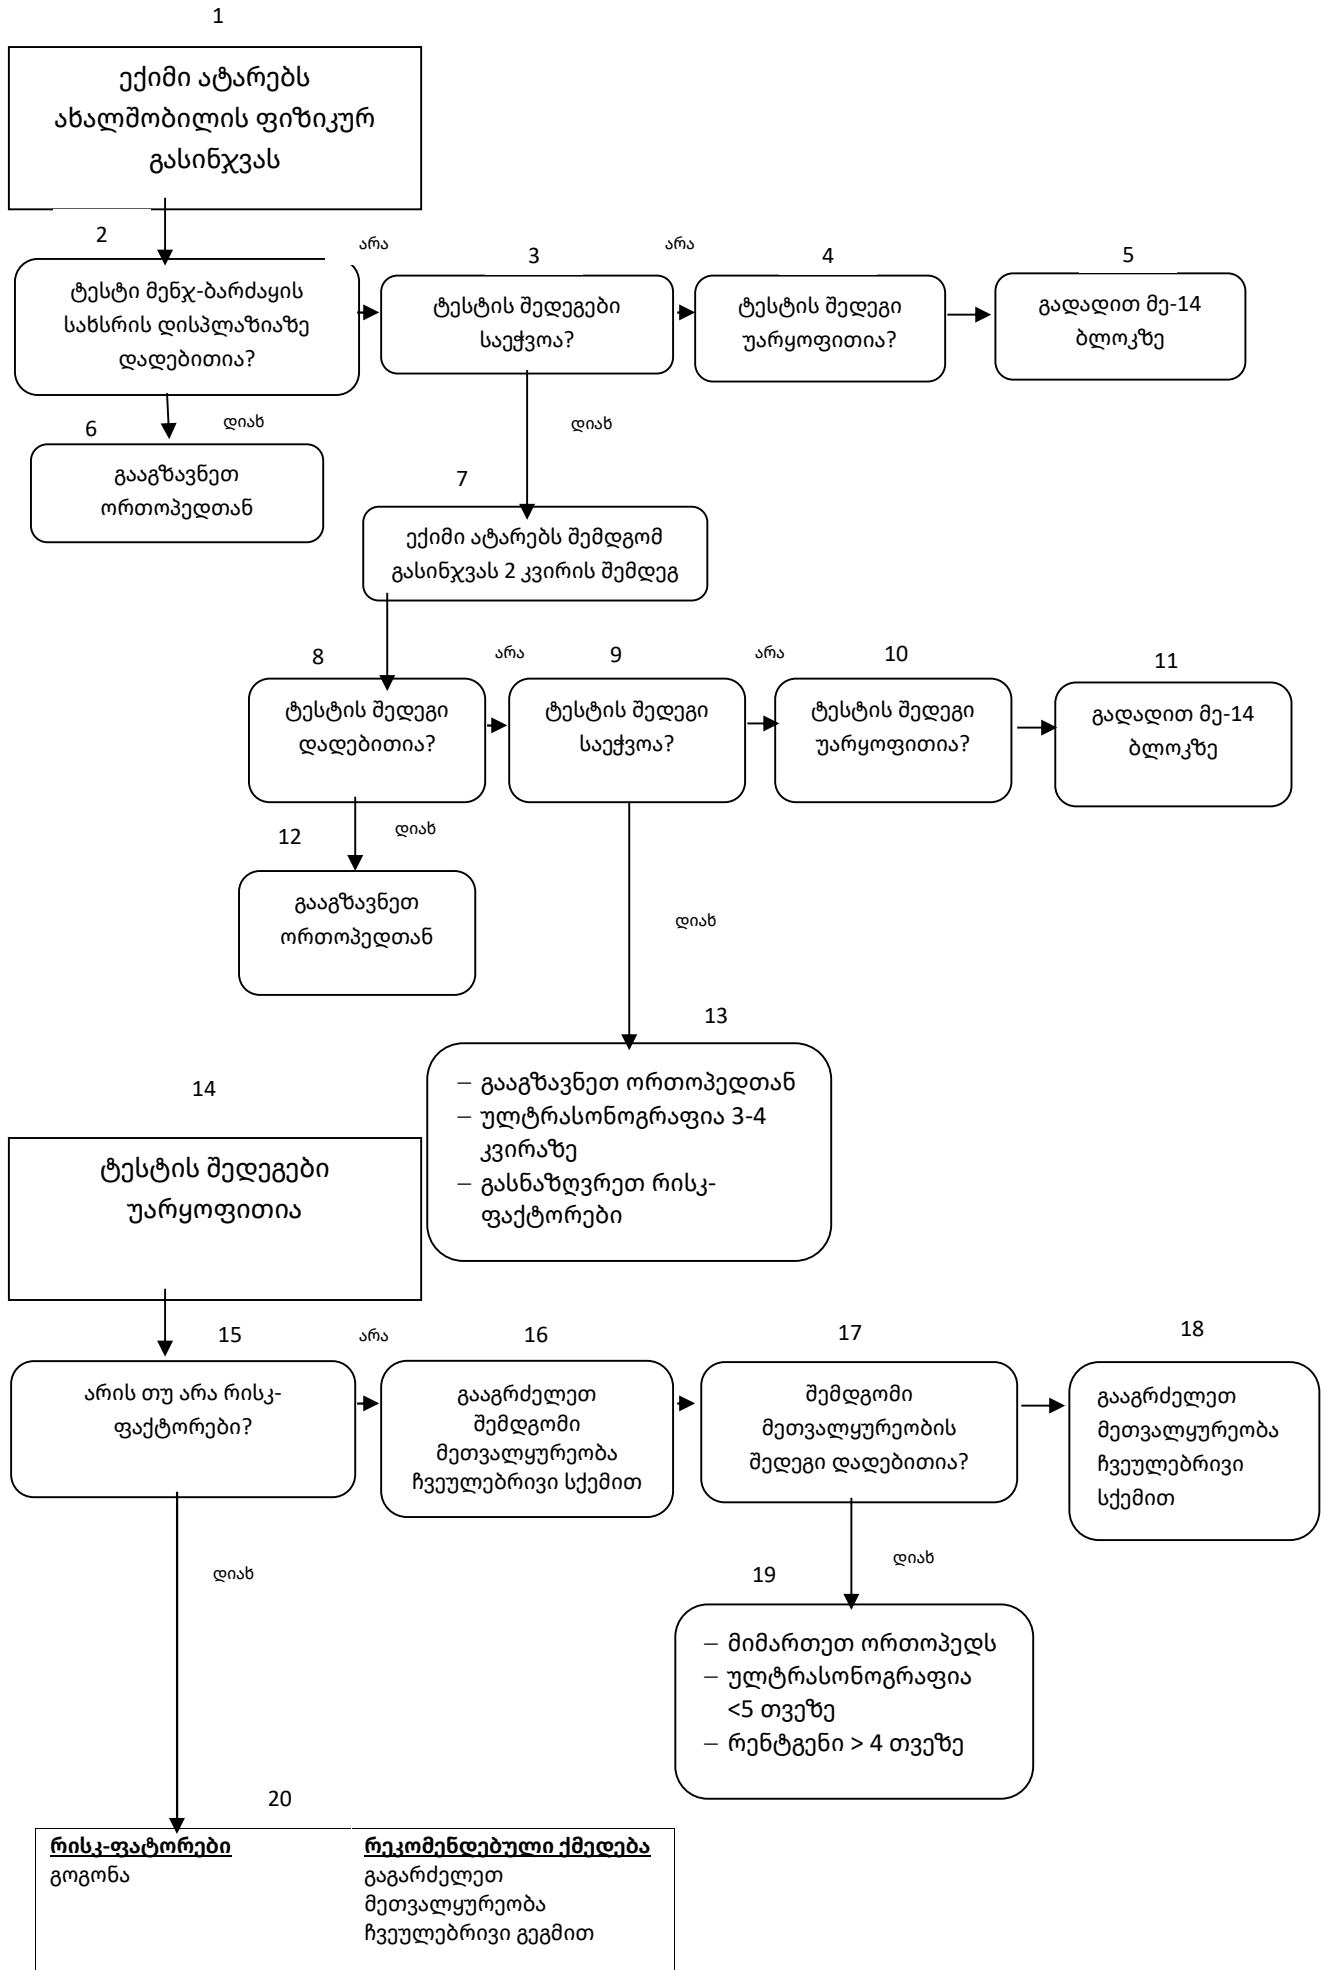 1
ექიმი ატარებს
ახალშობილის ფიზიკურ
გასინჯვას
2
ტესტი მენჯ-ბარძაყის
სახსრის დისპლაზიაზე
დადებითია?
არა
3
ტესტის შედეგები
საეჭვოა?
არა
4
ტესტის შედეგი
უარყოფითია?
5
გადადით მე-14
ბლოკზე
დიახ
6
გააგზავნეთ
ორთოპედთან
დიახ
7
ექიმი ატარებს შემდგომ
გასინჯვას 2 კვირის შემდეგ
8
ტესტის შედეგი
დადებითია?
არა
9
ტესტის შედეგი
საეჭვოა?
არა
10
ტესტის შედეგი
უარყოფითია?
11
გადადით მე-14
ბლოკზე
12
დიახ
გააგზავნეთ
ორთოპედთან
დიახ
13
– გააგზავნეთ ორთოპედთან
– ულტრასონოგრაფია 3-4
კვირაზე
– გასნაზღვრეთ რისკ-
ფაქტორები
14
ტესტის შედეგები
უარყოფითია
15
არის თუ არა რისკ-
ფაქტორები?
არა
16
გააგრძელეთ
შემდგომი
მეთვალყურეობა
ჩვეულებრივი სქემით
17
შემდგომი
მეთვალყურეობის
შედეგი დადებითია?
18
გააგრძელეთ
მეთვალყურეობა
ჩვეულებრივი
სქემით
დიახ
დიახ
19
– მიმართეთ ორთოპედს
– ულტრასონოგრაფია
<5 თვეზე
– რენტგენი > 4 თვეზე
20
რისკ-ფატორები
გოგონა
რეკომენდებული ქმედება
გაგარძელეთ
მეთვალყურეობა
ჩვეულებრივი გეგმით